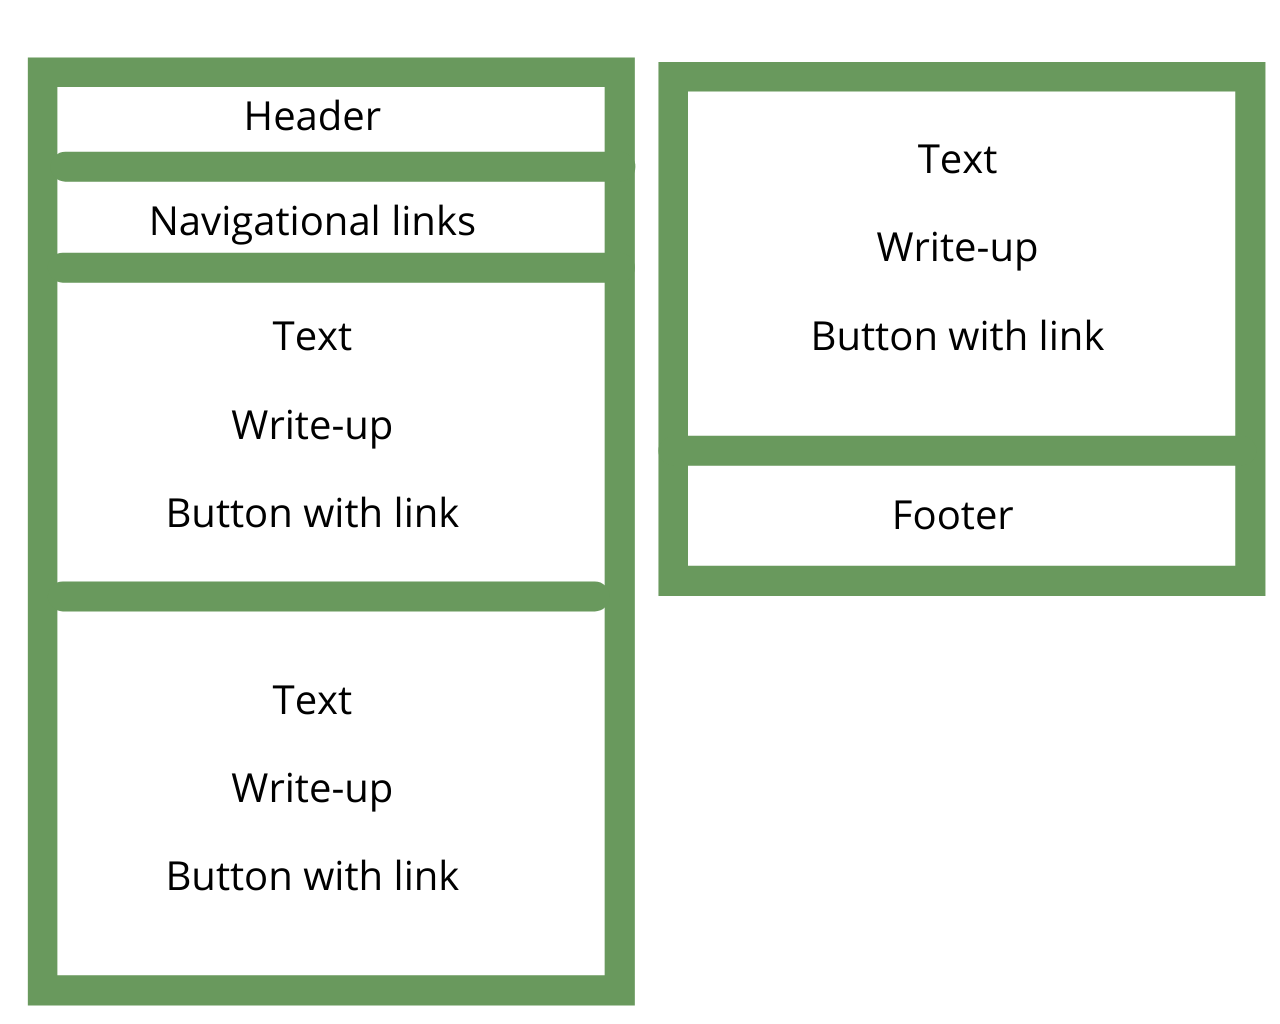 Header
Navigational links
Text
Write-up
Button with link
Text
Write-up
Button with link
Text
Write-up
Button with link
Footer